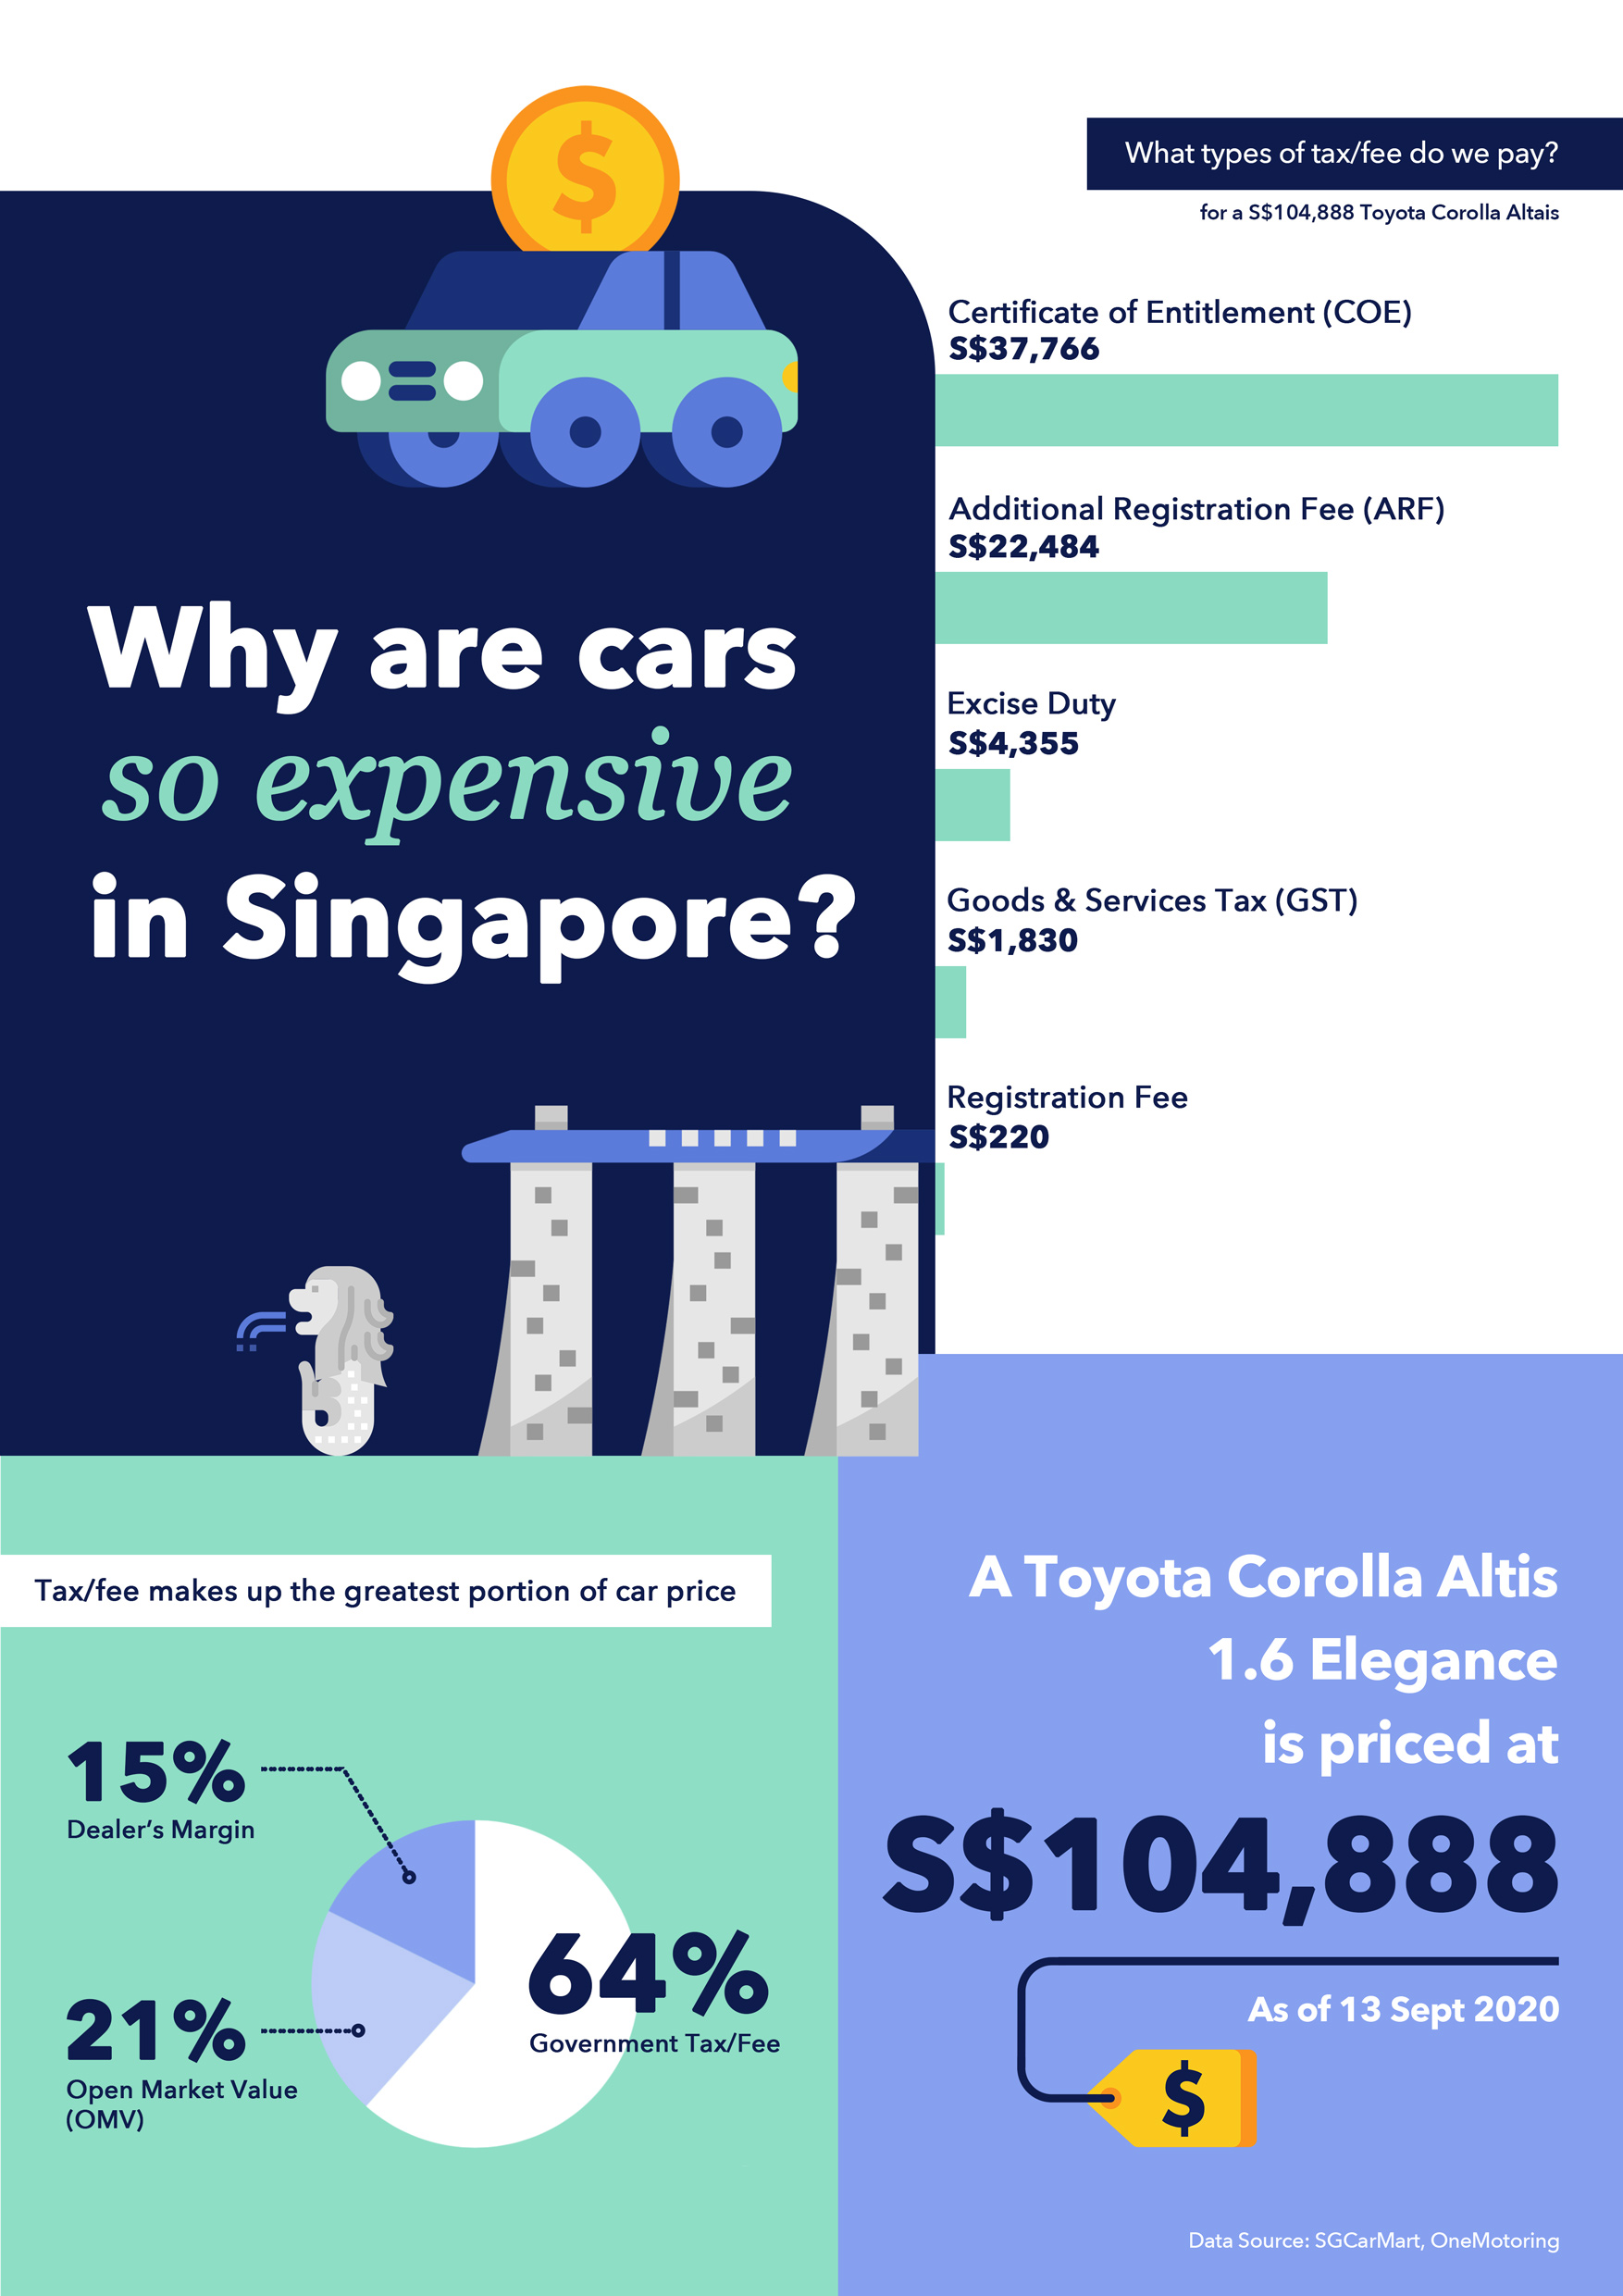 $
Why are cars
so expensive
in Singapore?
What types of tax/fee do we pay?
for a S$104,888 Toyota Corolla Altais
Certificate of Entitlement (COE)
S$37,766
Additional Registration Fee (ARF)
S$22,484
Excise Duty
S$4,355
Goods & Services Tax (GST)
S$1,830
Registration Fee
S$220
Tax/fee makes up the greatest portion of car price
15%
Dealer’s Margin
21%
Open Market Value
(OMV)
64%
Government Tax/Fee
A Toyota Corolla Altis
1.6 Elegance
is priced at
S$104,888
As of 13 Sept 2020
$
Data Source: SGCarMart, OneMotoring